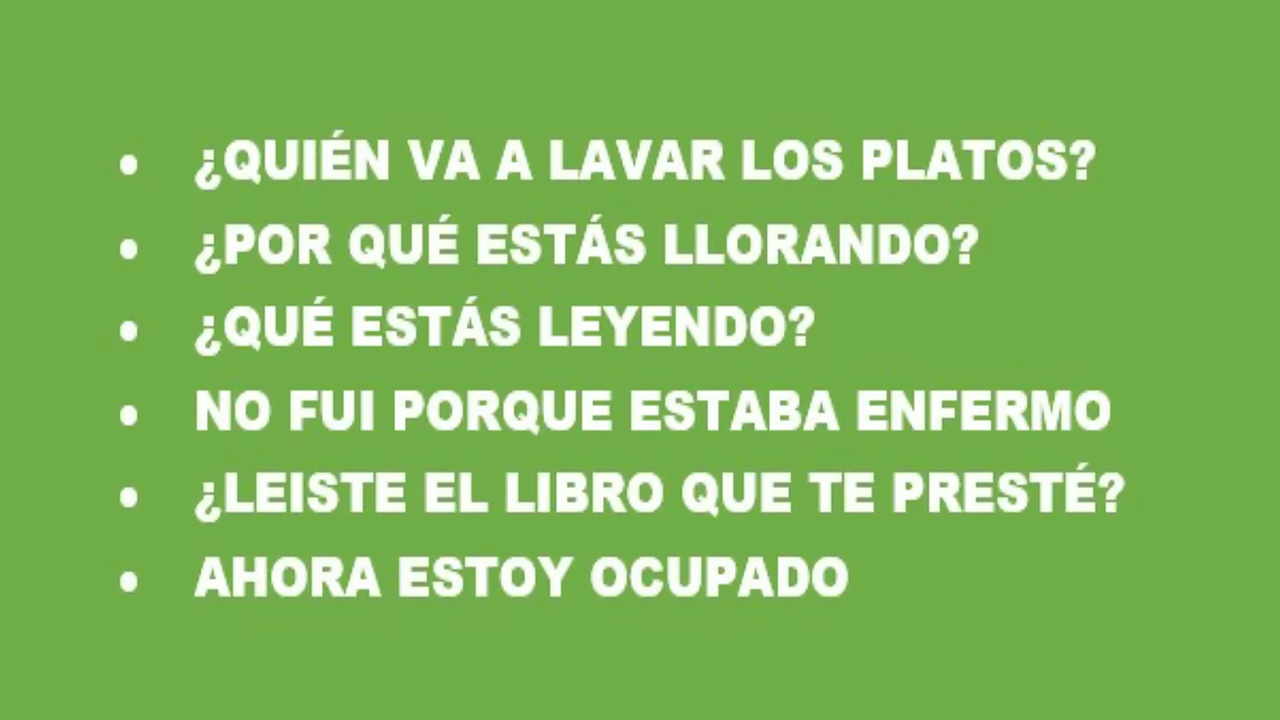 • ¿QUIÉN VA A LAVAR LOS PLATOS?
• ¿POR QUÉ ESTÁS LLORANDO?
• ¿QUÉ ESTÁS LEYENDO?
• NO FUI PORQUE ESTABA ENFERMO
• ¿LEISTE EL LIBRO QUE TE PRESTÉ?
• AHORA ESTOY OCUPADO